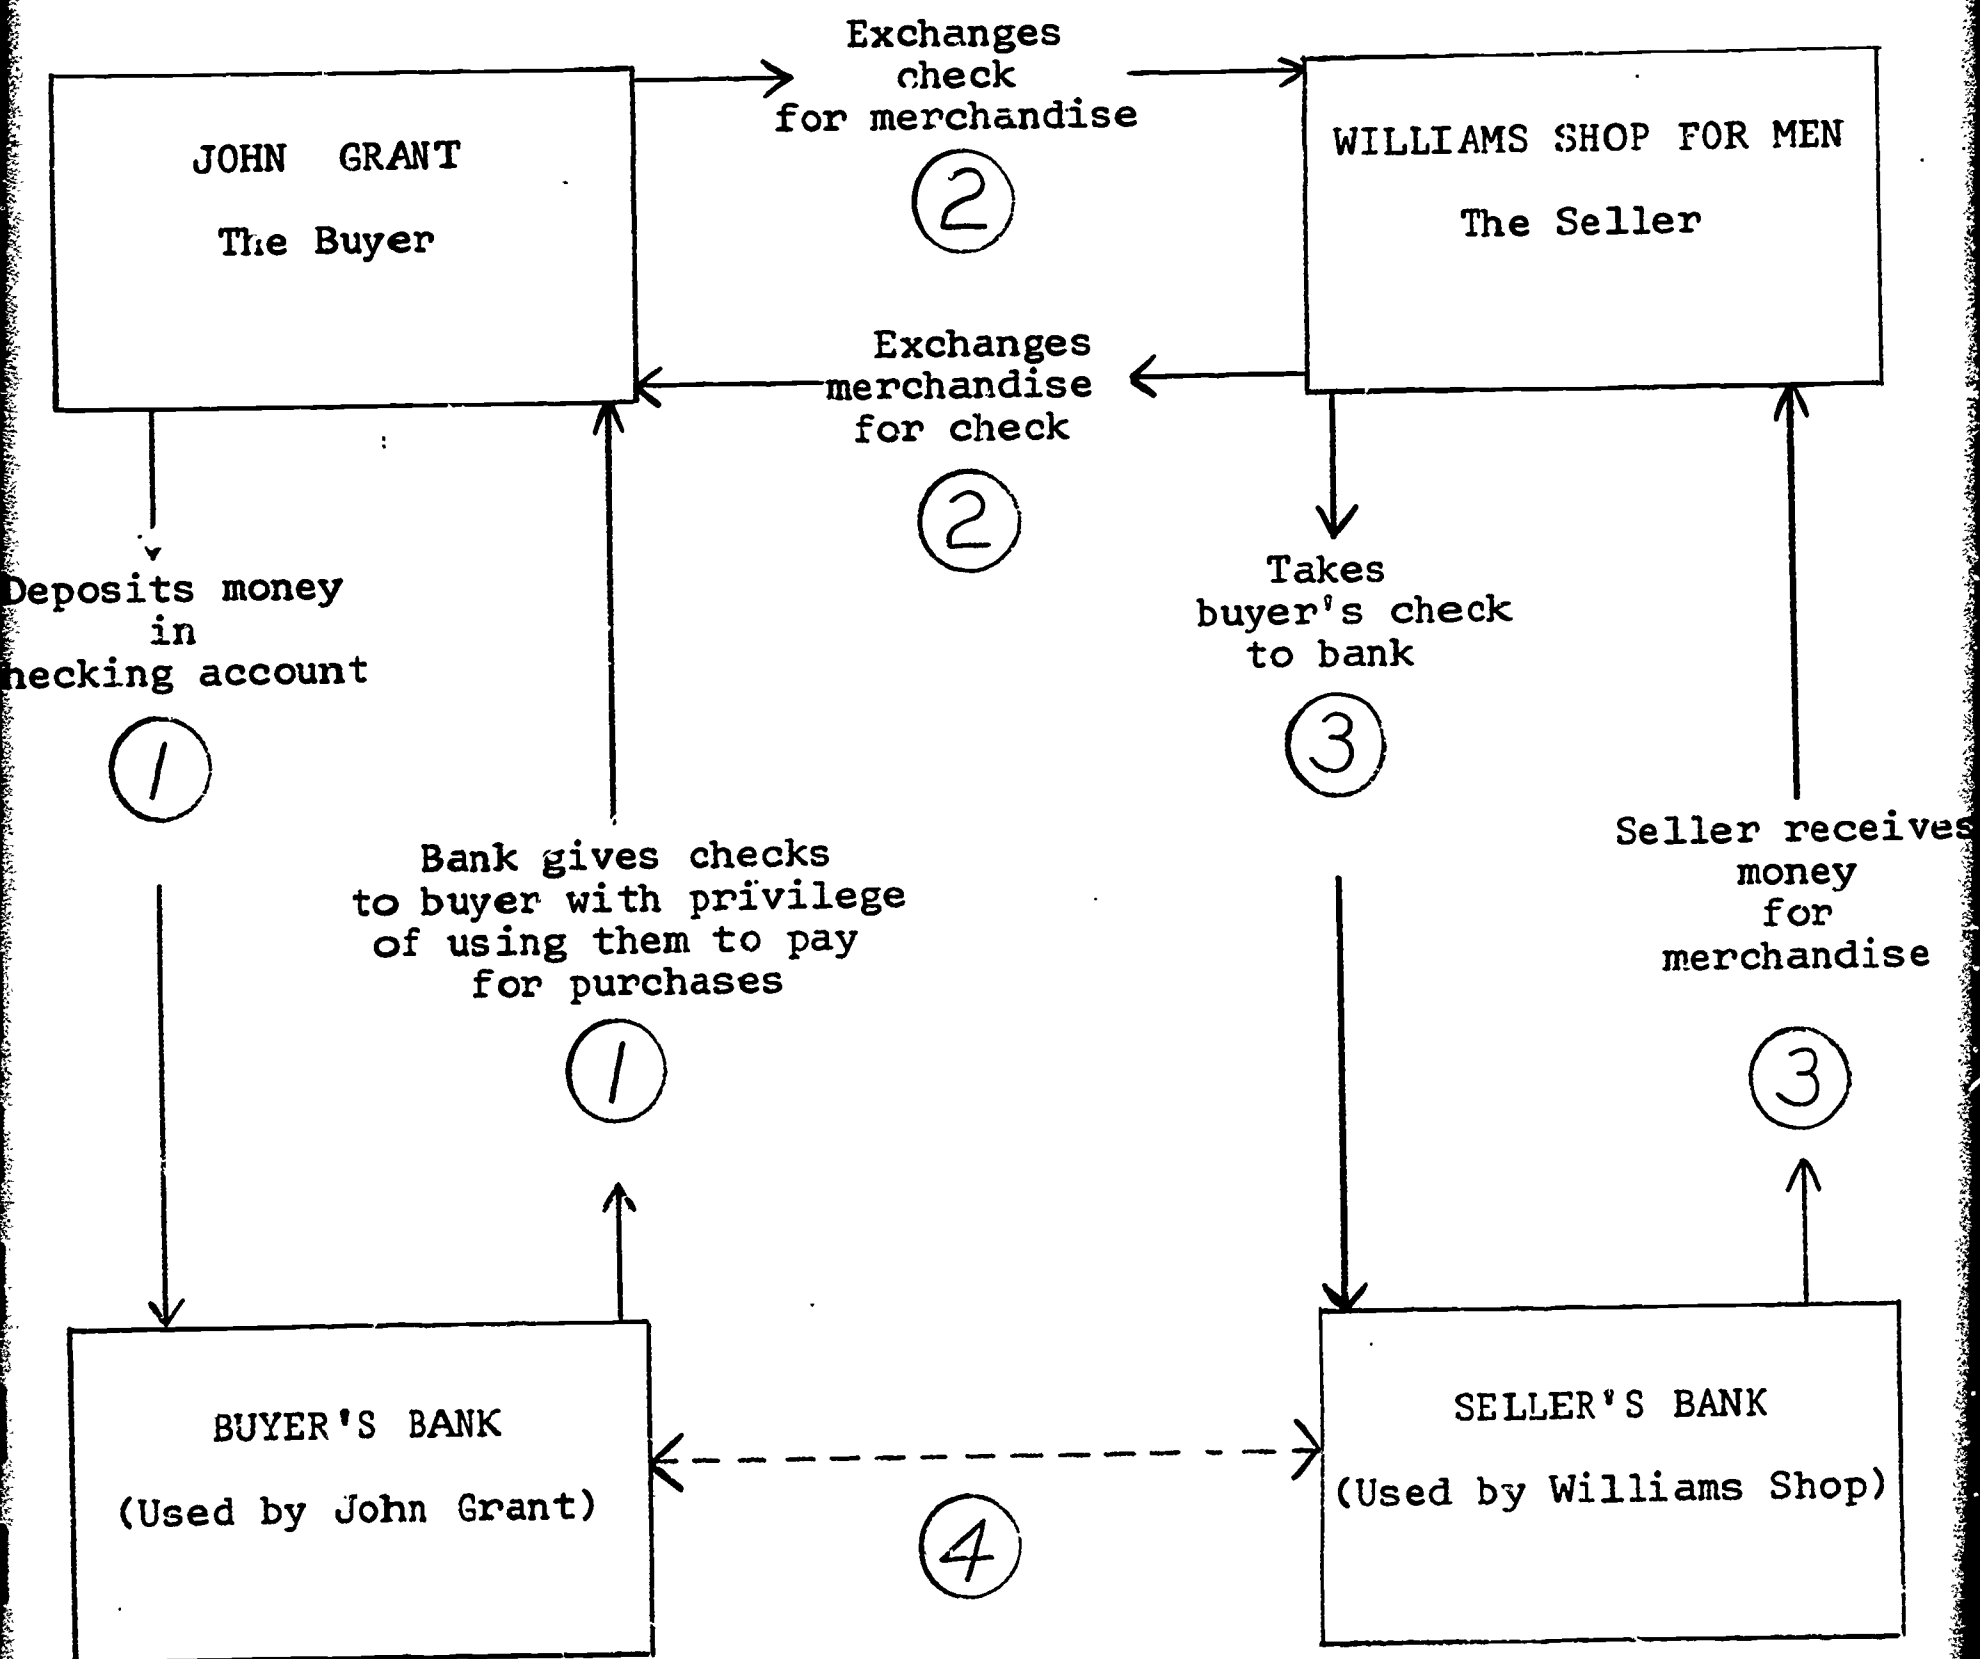 Exchanges
check
for merchandise
2
JOHN GRANT
The Buyer
WILLIAMS SHOP FOR MEN
The Seller
Exchanges
merchandise
for check
2
Deposits money
in
hecking account
1
Takes
buyer's check
to bank
3
Bank gives checks
to buyer with privilege
of using them to pay
for purchases
1
Seller receives
money
for
merchandise
3
BUYER'S BANK
(Used by John Grant)
SELLER'S BANK
(Used by Williams Shop)
4